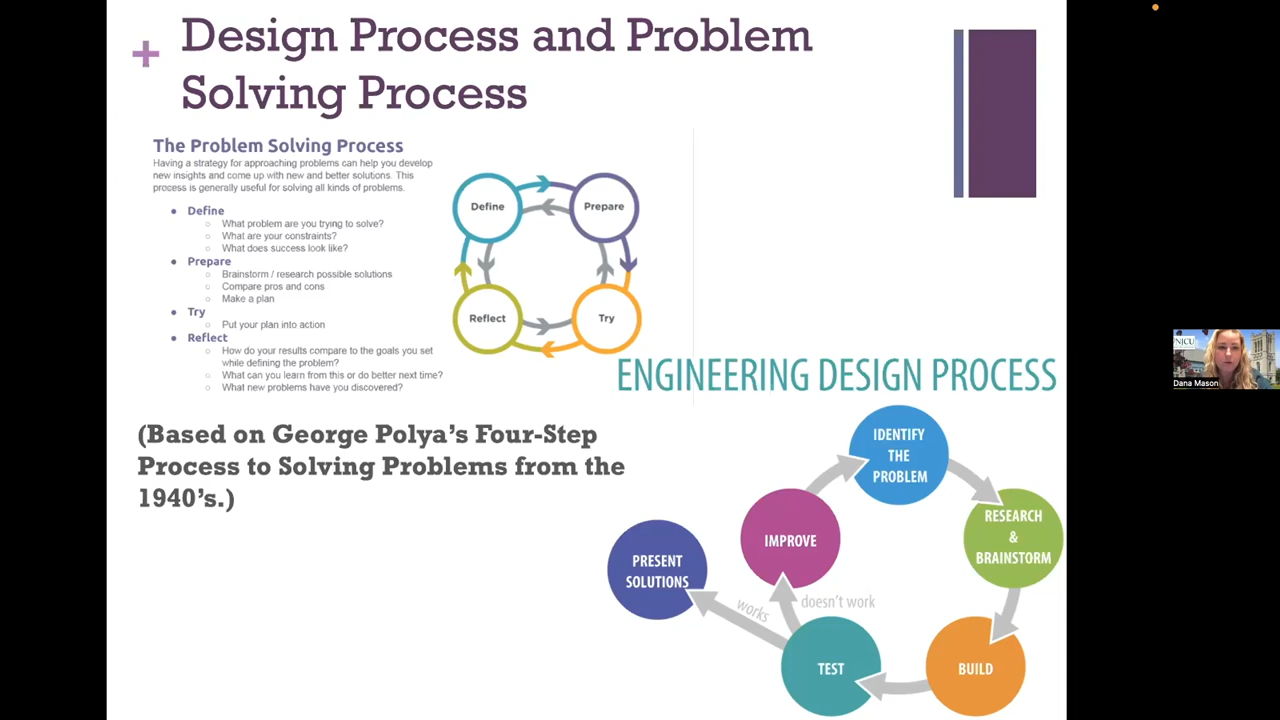 + Design Process and Problem
Solving Process
The Problem Solving Process
Having a strategy for approaching problems can help you develop
new insights and come up with new and better solutions. This
process is generally useful for solving all kinds of problems.
• Define
○ What problem are you trying to solve?
○ What are your constraints?
○ What does success look like?
• Prepare
○ Brainstorm / research possible solutions
○ Compare pros and cons
○ Make a plan
• Try
○ Put your plan into action
• Reflect
○ How do your results compare to the goals you set
while defining the problem?
○ What can you learn from this or do better next time?
○ What new problems have you discovered?
Define
Prepare
Reflect
Try
(Based on George Polya’s Four-Step
Process to Solving Problems from the
1940’s.)
ENGINEERING DESIGN PROCESS
IDENTIFY
THE
PROBLEM
RESEARCH
&
BRAINSTORM
IMPROVE
PRESENT
SOLUTIONS
works
doesn’t work
TEST
BUILD
NJCU
Dana Mason